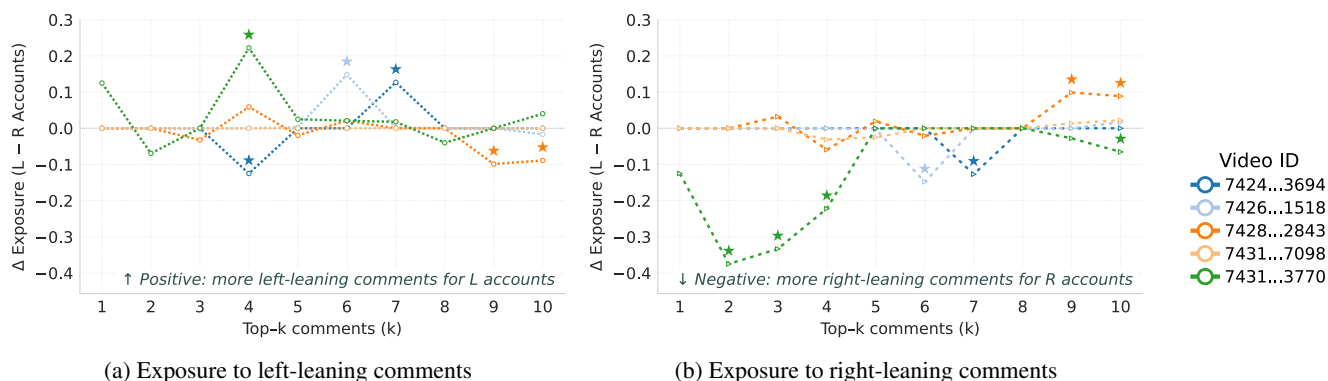 0.3
0.2
0.1
0.0
−0.1
−0.2
−0.3
−0.4
Δ Exposure (L − R Accounts)
↑ Positive: more left-leaning comments for L accounts
1 2 3 4 5 6 7 8 9 10
Top–k comments (k)
(a) Exposure to left-leaning comments
0.3
0.2
0.1
0.0
−0.1
−0.2
−0.3
−0.4
Δ Exposure (L − R Accounts)
↓ Negative: more right-leaning comments for R accounts
1 2 3 4 5 6 7 8 9 10
Top–k comments (k)
(b) Exposure to right-leaning comments
Video ID
7424...3694
7426...1518
7428...2843
7431...7098
7431...3770